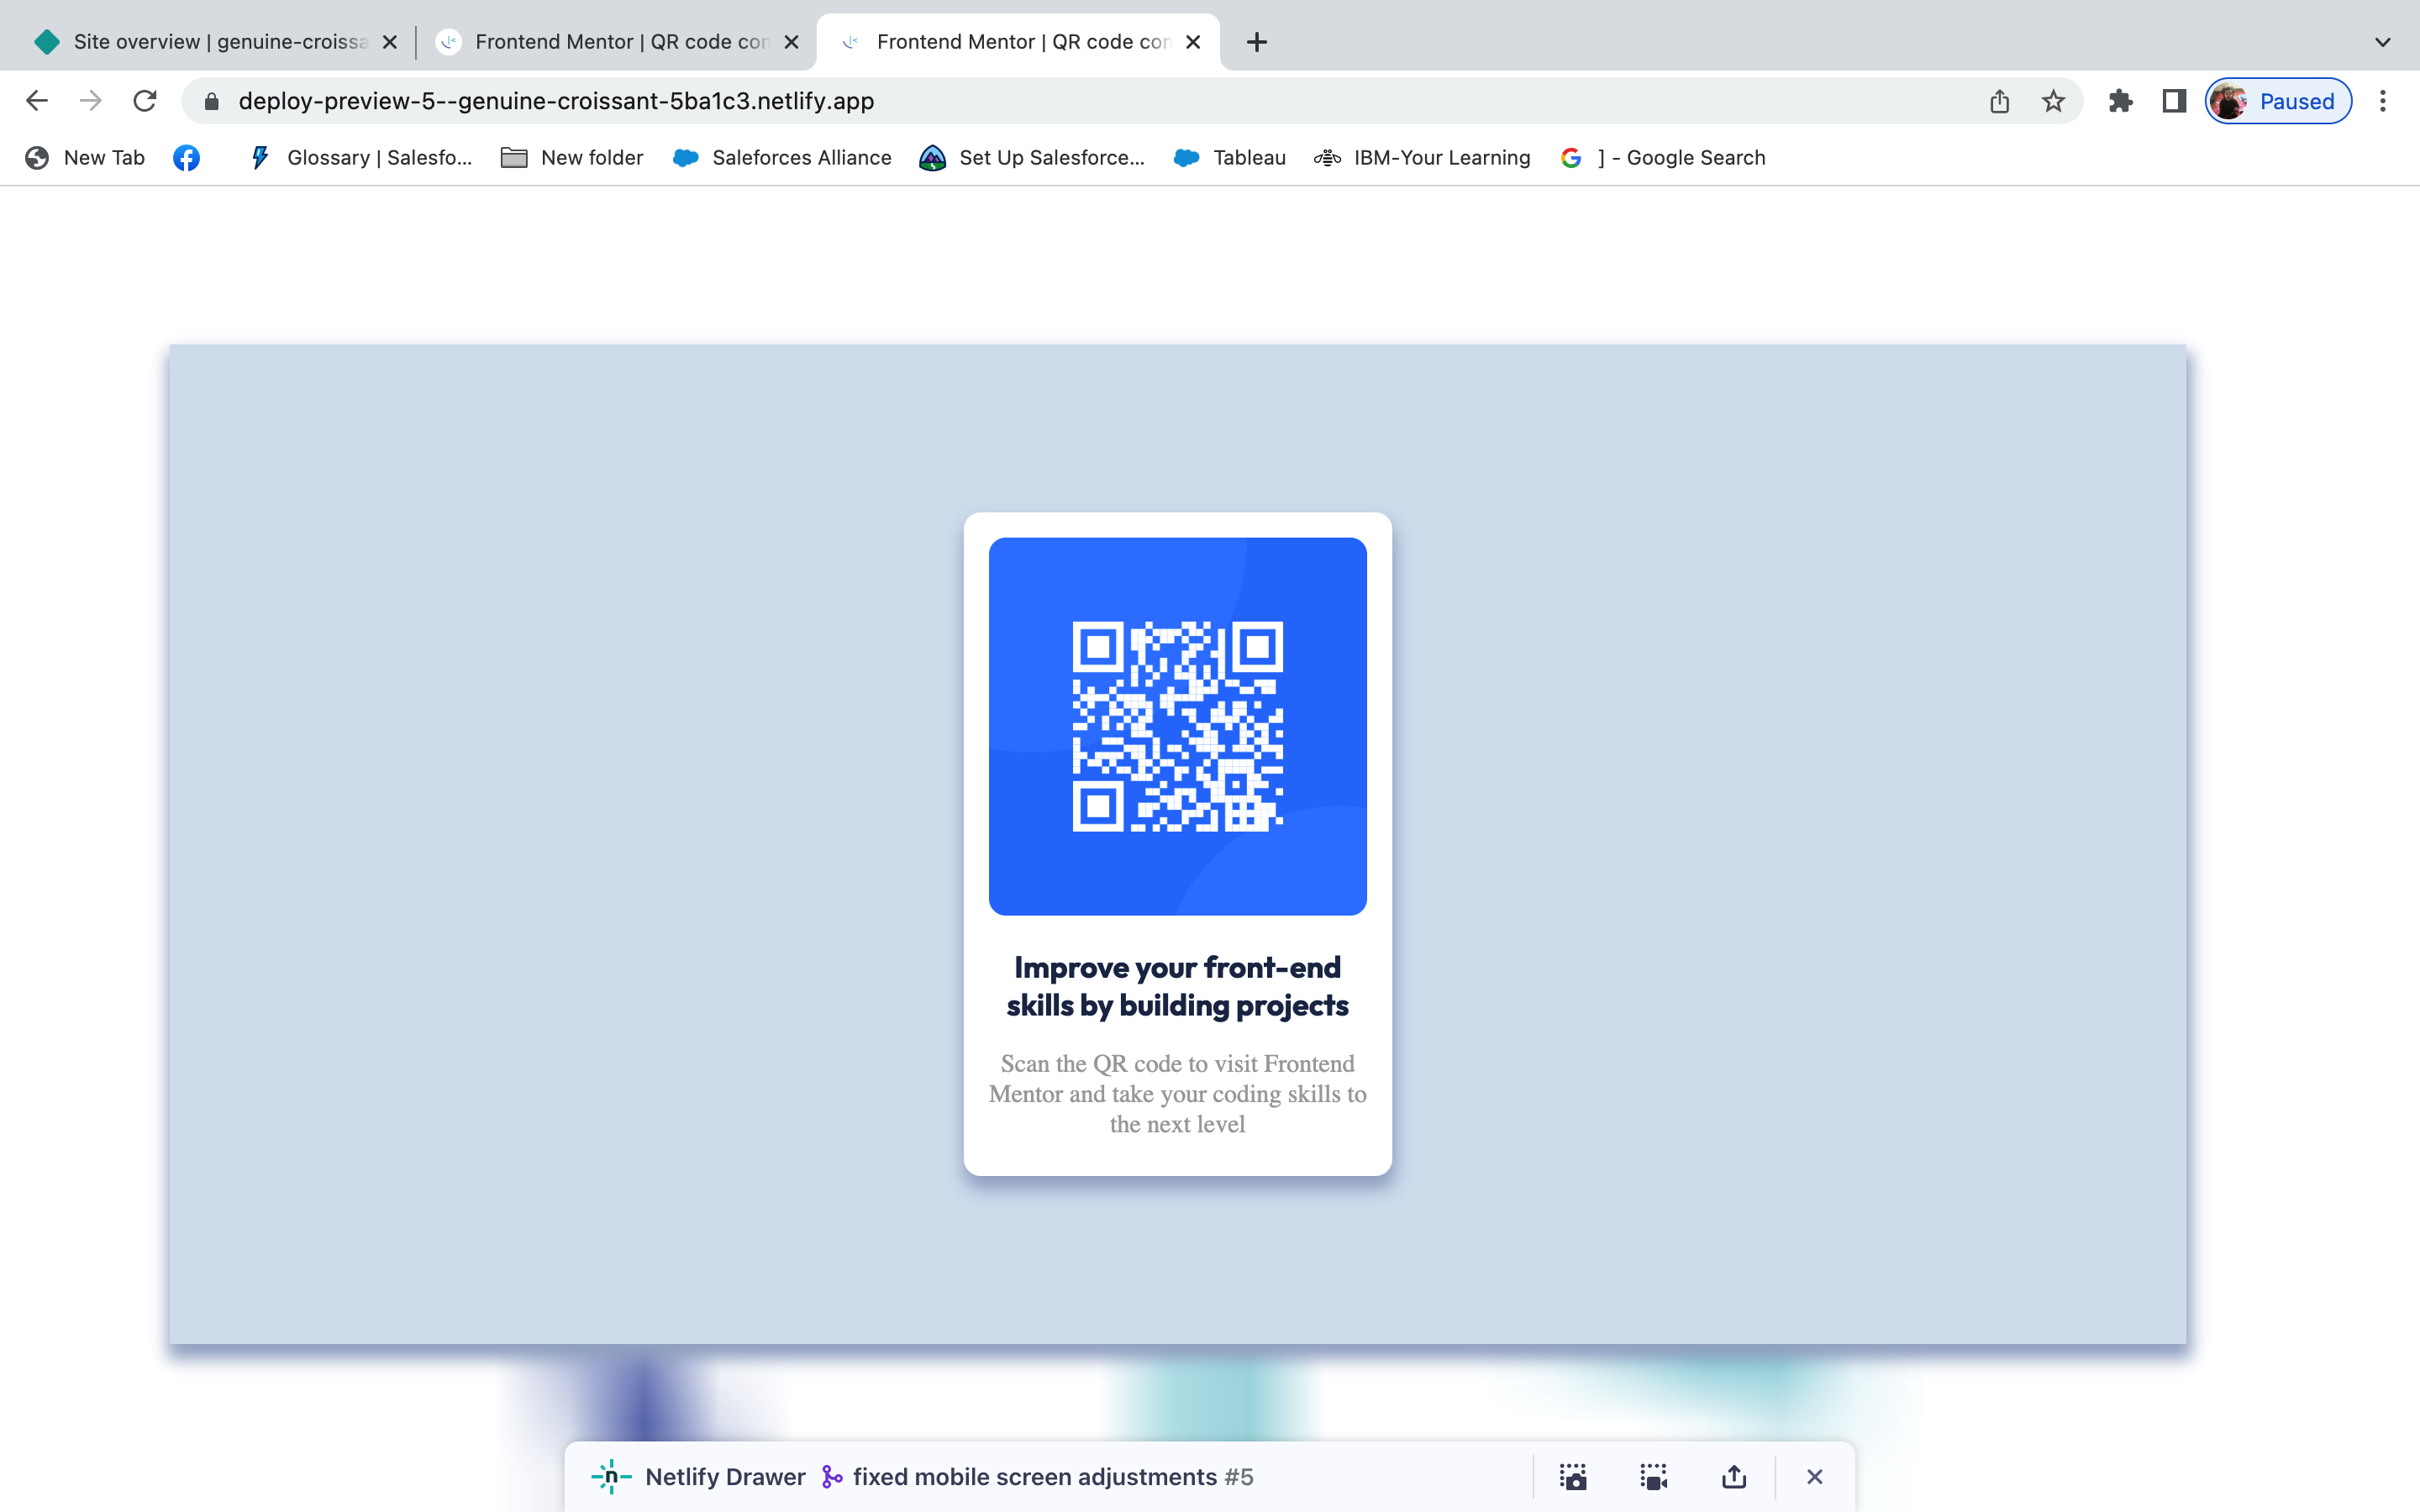 Site overview | genuine-croissa
Frontend Mentor | QR code con
Frontend Mentor | QR code con
deploy-preview-5--genuine-croissant-5ba1c3.netlify.app
Paused
New Tab
Glossary | Salesfo...
New folder
Saleforces Alliance
Set Up Salesforce...
Tableau
IBM-Your Learning
] - Google Search
Improve your front-end
skills by building projects
Scan the QR code to visit Frontend
Mentor and take your coding skills to
the next level
Netlify Drawer
fixed mobile screen adjustments #5